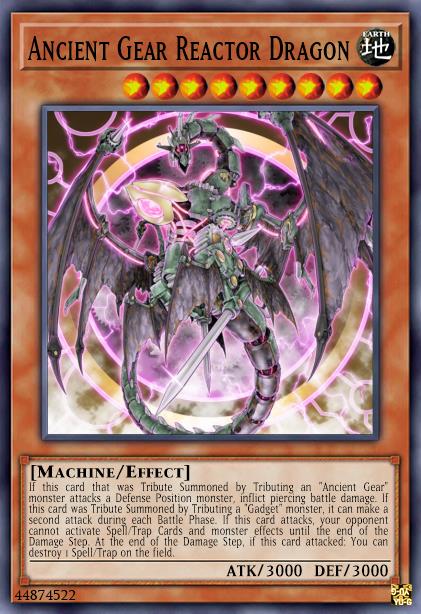 ANCIENT GEAR REACTOR DRAGON
EARTH
地
[MACHINE/EFFECT]
If this card that was Tribute Summoned by Tributing an "Ancient Gear"
monster attacks a Defense Position monster, inflict piercing battle damage. If
this card was Tribute Summoned by Tributing a "Gadget" monster, it can make a
second attack during each Battle Phase. If this card attacks, your opponent
cannot activate Spell/Trap Cards and monster effects until the end of the
Damage Step. At the end of the Damage Step, if this card attacked: You can
destroy 1 Spell/Trap on the field.
ATK/3000 DEF/3000
44874522